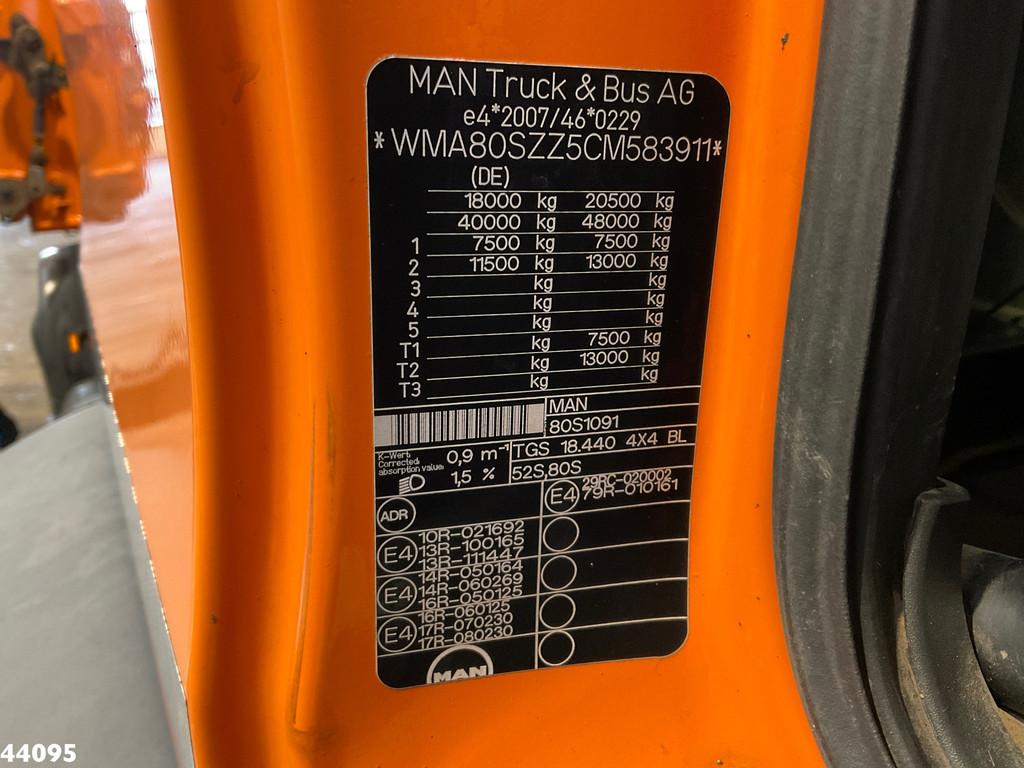 MAN Truck & Bus AG
e4*2007/46*0229
*WMA80SZZ5CM583911*
(DE)
18000 kg 20500 kg
40000 kg 48000 kg
1 7500 kg 7500 kg
2 11500 kg 13000 kg
3 kg kg
4 kg kg
5 kg kg
T1 kg 7500 kg
T2 kg 13000 kg
T3 kg kg
MAN
80S1091
K-Wert: Corrected absorption value: 0,9 m⁻¹
TGS 18.440 4X4 BL
1,5 %
52S,80S
ADR
E4 29RC-020002
79R-010161
10R-021692
E4 13R-100165
13R-111447
14R-050164
E4 14R-060269
16R-050125
16R-060125
E4 17R-070230
17R-080230
MAN
44095